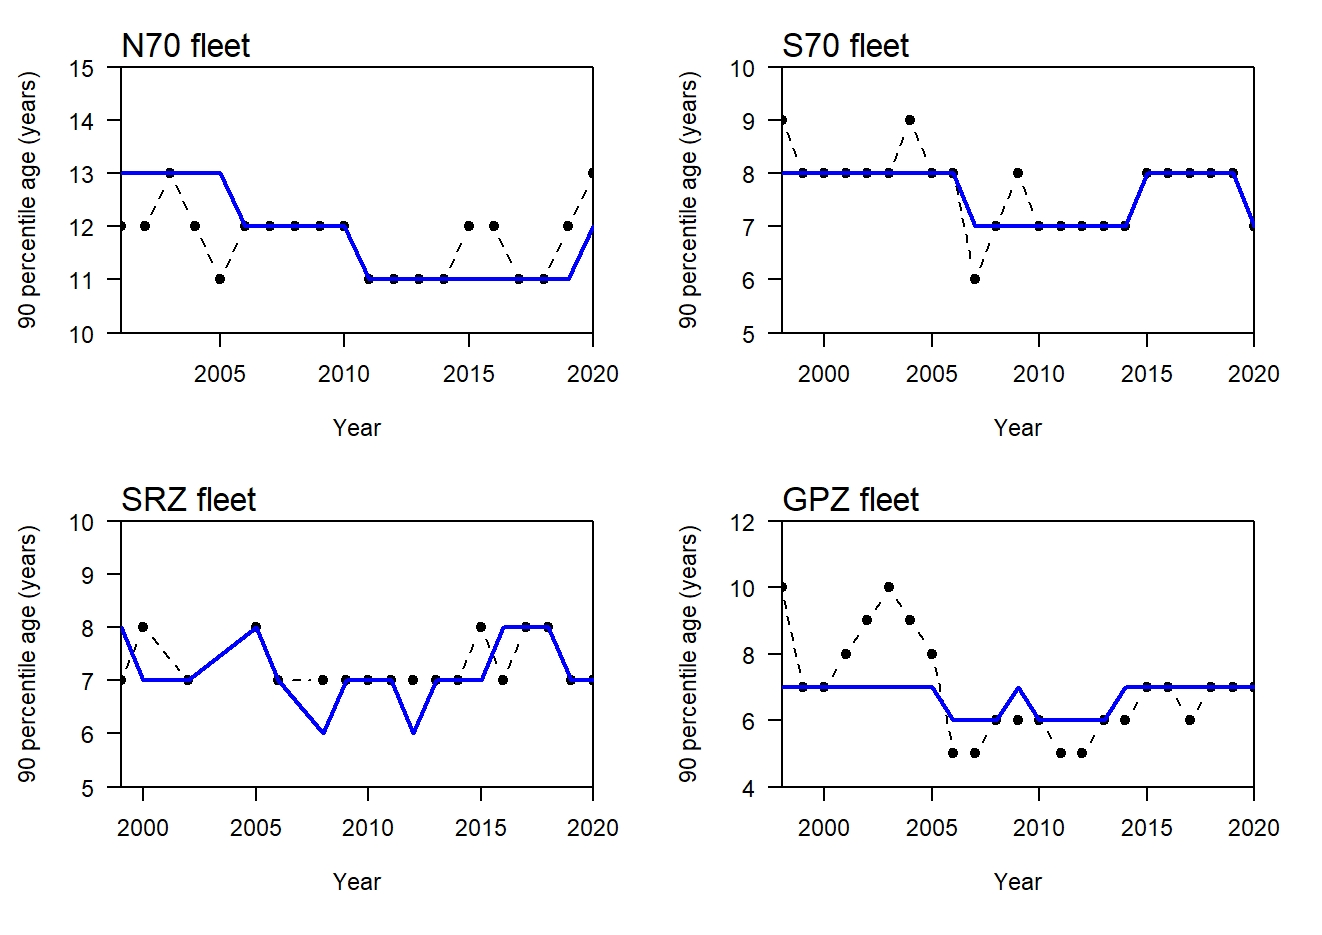 N70 fleet
90 percentile age (years)
15
14
13
12
11
10
2005 2010 2015 2020
Year
S70 fleet
90 percentile age (years)
10
9
8
7
6
5
2000 2005 2010 2015 2020
Year
SRZ fleet
90 percentile age (years)
10
9
8
7
6
5
2000 2005 2010 2015 2020
Year
GPZ fleet
90 percentile age (years)
12
10
8
6
4
2000 2005 2010 2015 2020
Year